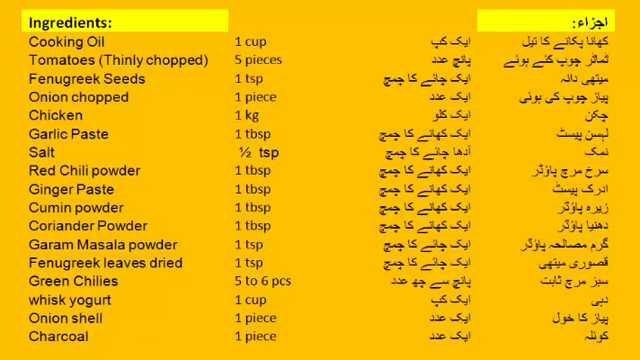 Ingredients: اجزاء:
Cooking Oil 1 cup ایک کپ کھانا پکانے کا تیل
Tomatoes (Thinly chopped) 5 pieces پانچ عدد ٹماٹر چوپ کئے ہوئے
Fenugreek Seeds 1 tsp ایک چائے کا چمچ میتھی دانہ
Onion chopped 1 piece ایک عدد پیاز چوپ کی ہوئی
Chicken 1 kg ایک کلو چکن
Garlic Paste 1 tbsp ایک کھانے کا چمچ لہسن پیسٹ
Salt ½ tsp آدھا چائے کا چمچ نمک
Red Chili powder 1 tbsp ایک کھانے کا چمچ سرخ مرچ پاؤڈر
Ginger Paste 1 tbsp ایک کھانے کا چمچ ادرک پیسٹ
Cumin powder 1 tbsp ایک کھانے کا چمچ زیرہ پاؤڈر
Coriander Powder 1 tbsp ایک کھانے کا چمچ دھنیا پاؤڈر
Garam Masala powder 1 tsp ایک چائے کا چمچ گرم مصالحہ پاؤڈر
Fenugreek leaves dried 1 tsp ایک چائے کا چمچ قصوری میتھی
Green Chilies 5 to 6 pcs پانچ سے چھ عدد سبز مرچ ثابت
whisk yogurt 1 cup ایک کپ دہی
Onion shell 1 piece ایک عدد پیاز کا خول
Charcoal 1 piece ایک عدد کوئلہ